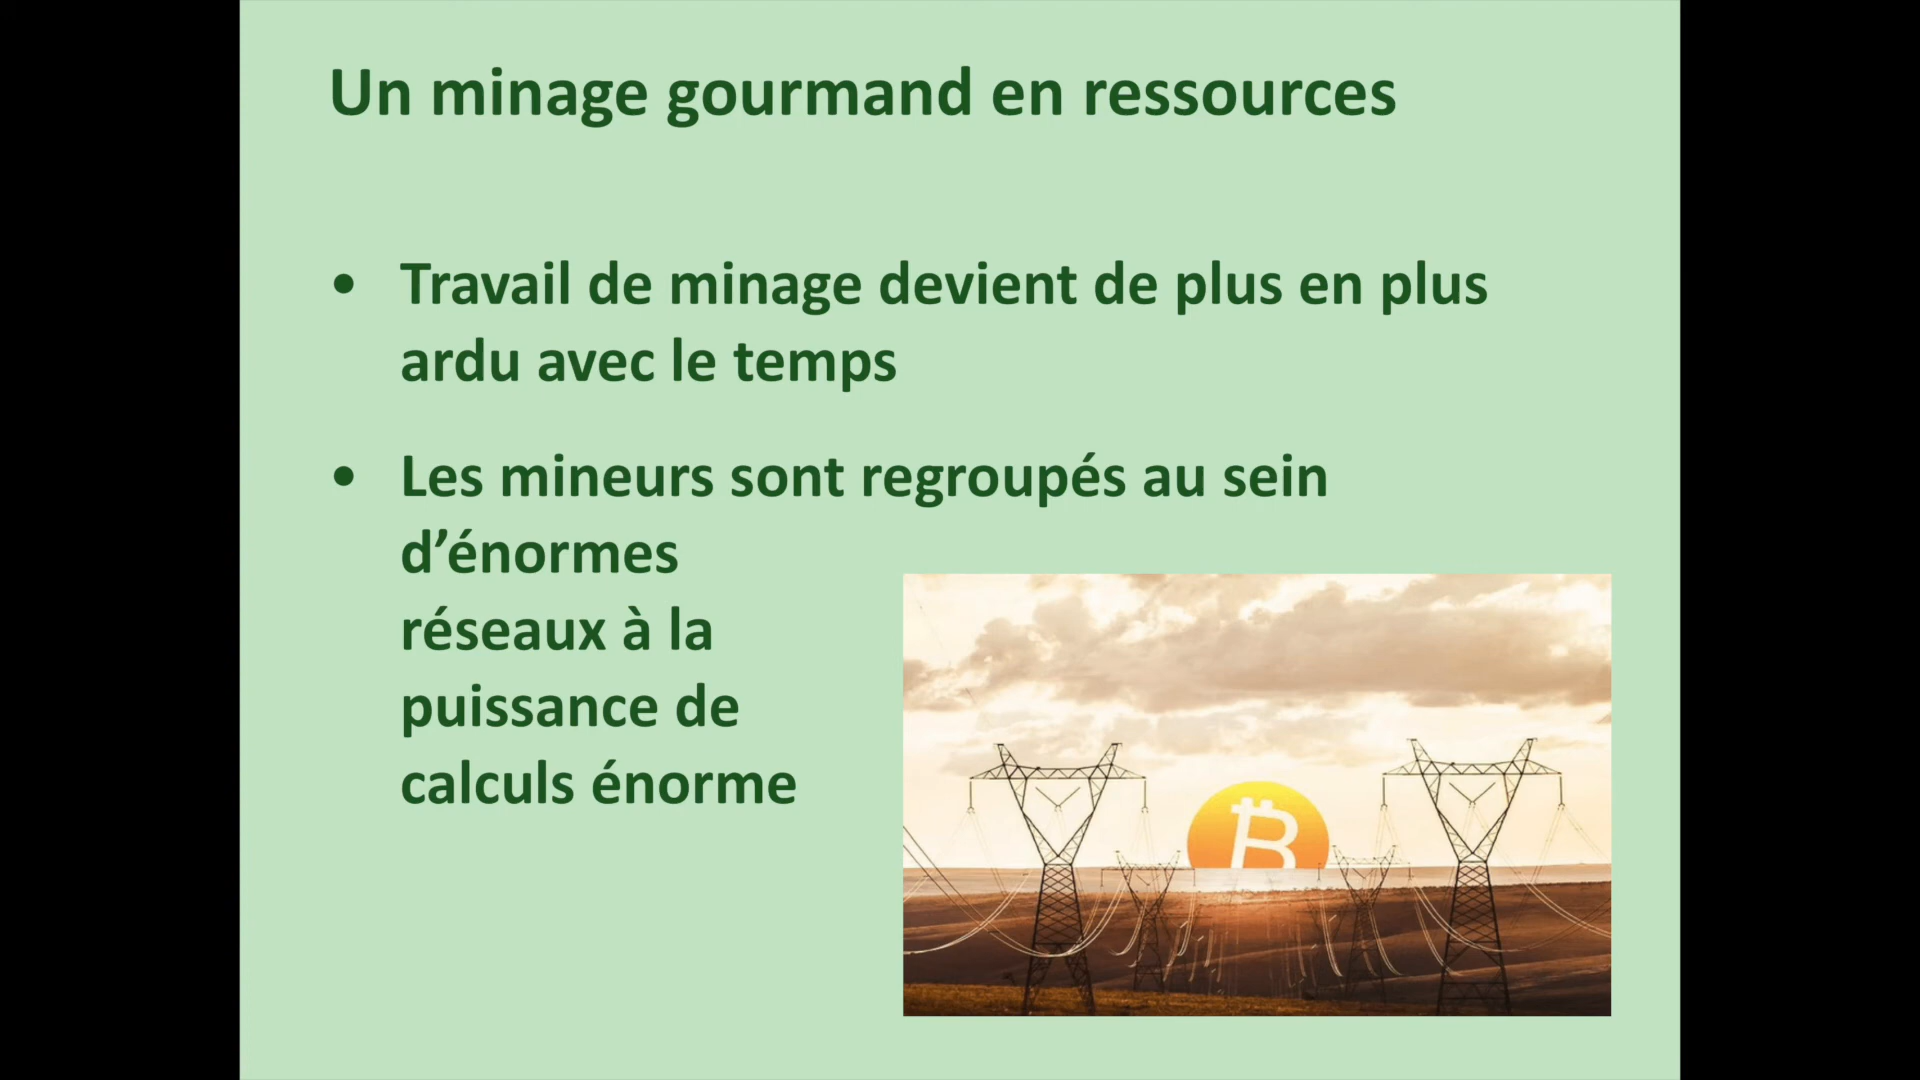 Un minage gourmand en ressources
• Travail de minage devient de plus en plus
ardu avec le temps
• Les mineurs sont regroupés au sein
d’énormes
réseaux à la
puissance de
calculs énorme